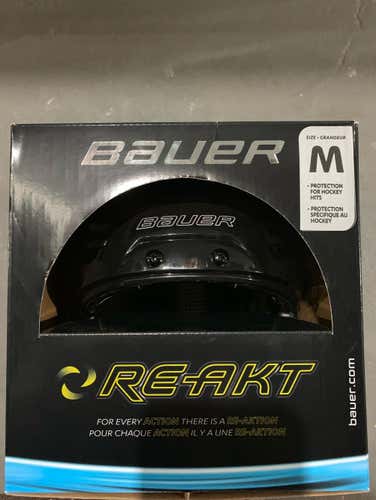 BAUER
SIZE • GRANDEUR
M
• PROTECTION
FOR HOCKEY
HITS
• PROTECTION
SPÉCIFIQUE AU
HOCKEY
BAUER
RE-AKT
FOR EVERY ACTION THERE IS A RE-AKTION
POUR CHAQUE ACTION IL Y A UNE RE-AKTION
bauer.com